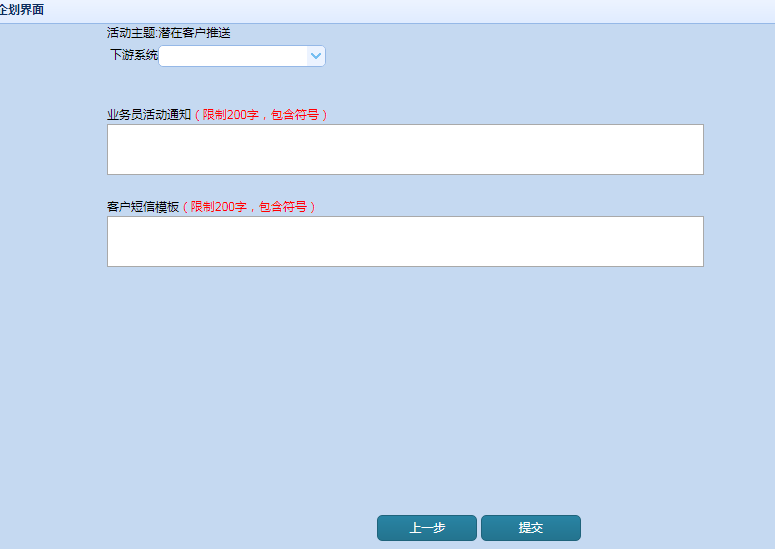 企划界面
活动主题:潜在客户推送
下游系统
业务员活动通知（限制200字，包含符号）
客户短信模板（限制200字，包含符号）
上一步 提交